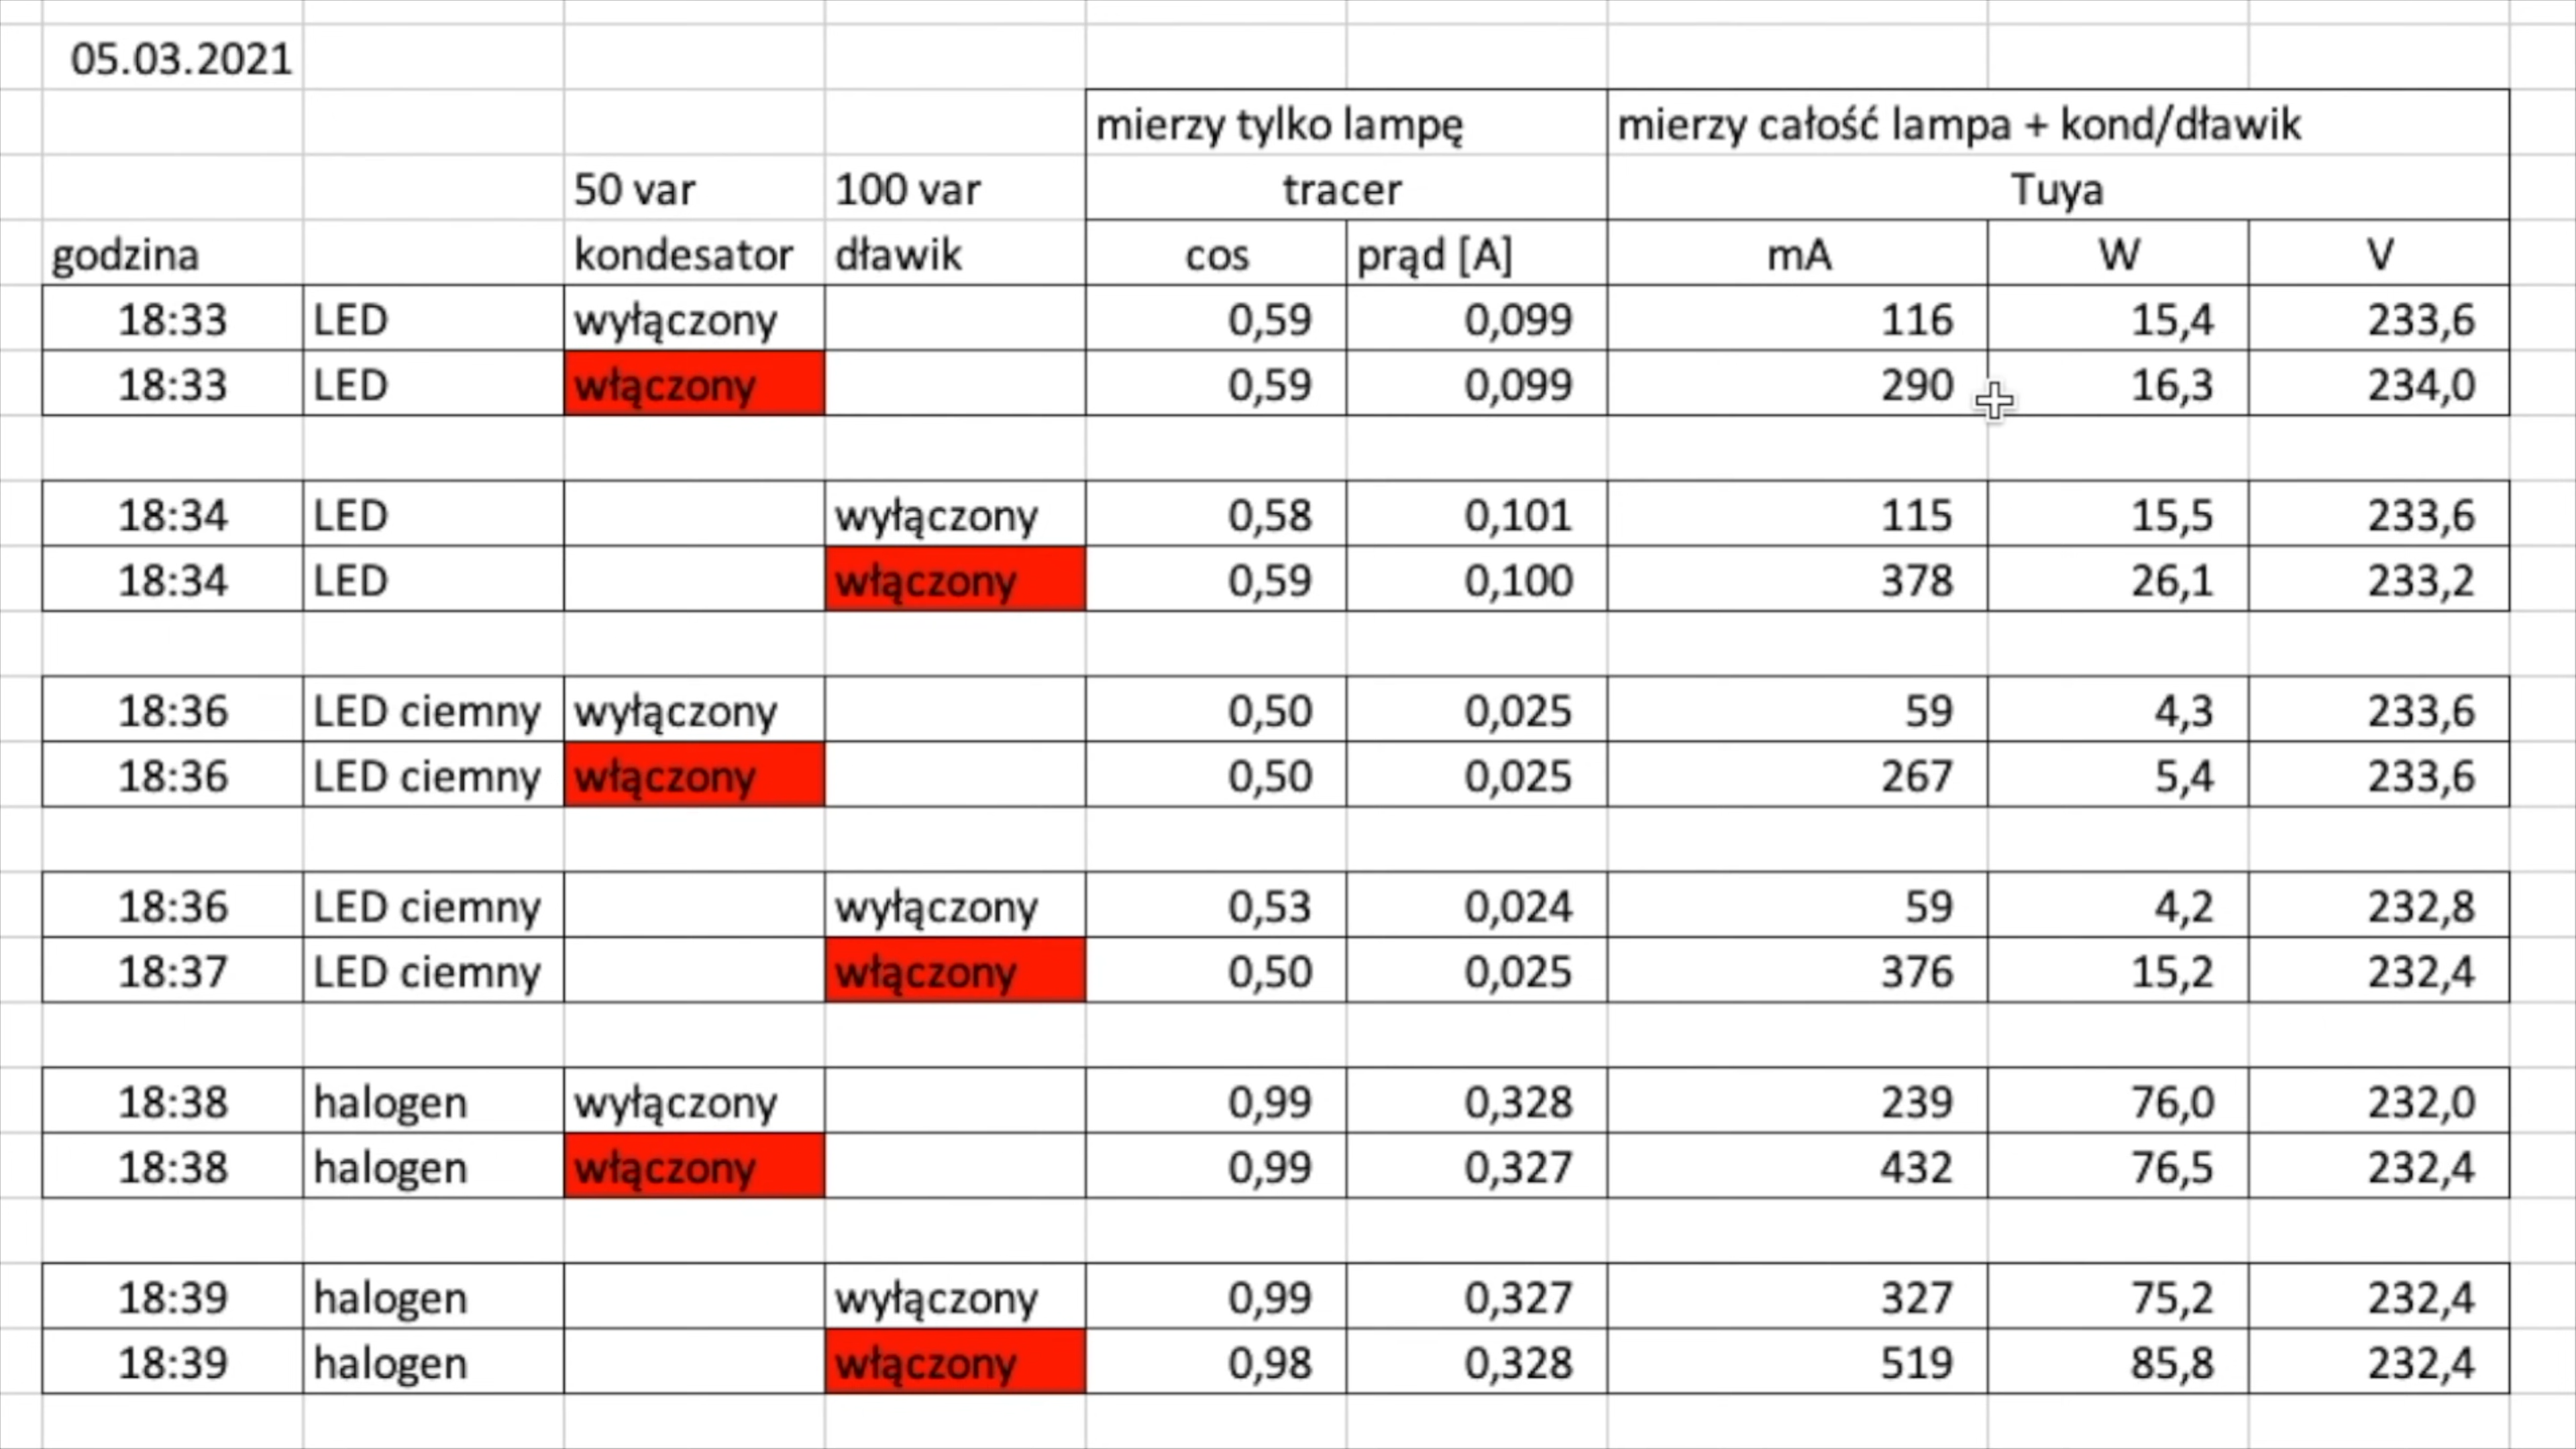 05.03.2021
mierzy tylko lampę mierzy całość lampa + kond/dławik
50 var 100 var tracer Tuya
godzina kondesator dławik cos prąd [A] mA W V
18:33 LED wyłączony 0,59 0,099 116 15,4 233,6
18:33 LED włączony 0,59 0,099 290 16,3 234,0
18:34 LED wyłączony 0,58 0,101 115 15,5 233,6
18:34 LED włączony 0,59 0,100 378 26,1 233,2
18:36 LED ciemny wyłączony 0,50 0,025 59 4,3 233,6
18:36 LED ciemny włączony 0,50 0,025 267 5,4 233,6
18:36 LED ciemny wyłączony 0,53 0,024 59 4,2 232,8
18:37 LED ciemny włączony 0,50 0,025 376 15,2 232,4
18:38 halogen wyłączony 0,99 0,328 239 76,0 232,0
18:38 halogen włączony 0,99 0,327 432 76,5 232,4
18:39 halogen wyłączony 0,99 0,327 327 75,2 232,4
18:39 halogen włączony 0,98 0,328 519 85,8 232,4